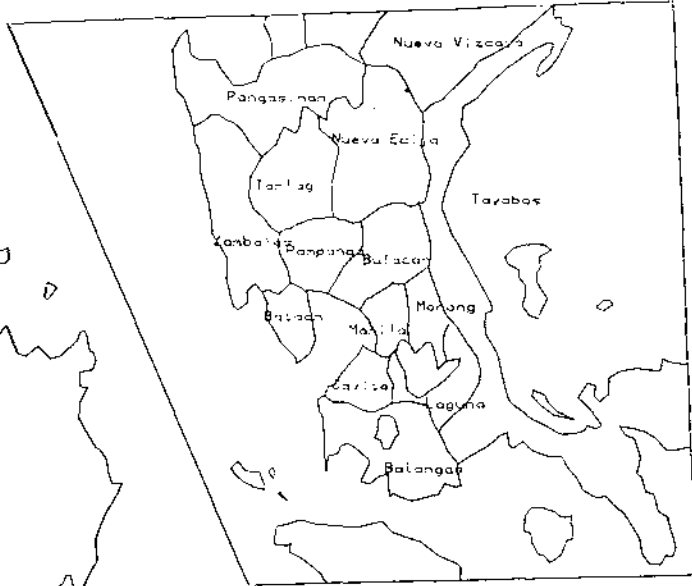 Nueva Vizcaya
Pangasinan
Nueva Ecija
Tarlac
Tayabas
Zambales
Pampanga
Bulacan
Bataan
Morong
Manila
Cavite
Laguna
Batangas